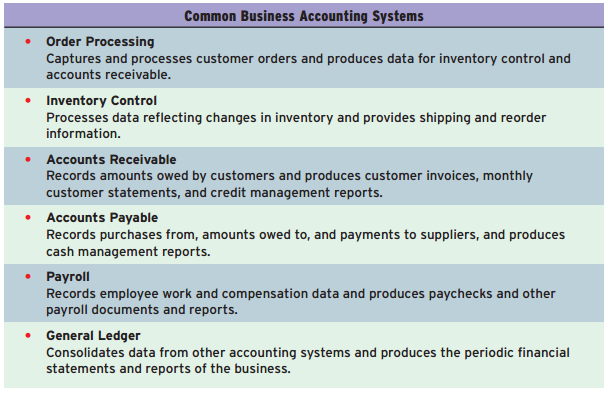 Common Business Accounting Systems
• Order Processing
Captures and processes customer orders and produces data for inventory control and
accounts receivable.
• Inventory Control
Processes data reflecting changes in inventory and provides shipping and reorder
information.
• Accounts Receivable
Records amounts owed by customers and produces customer invoices, monthly
customer statements, and credit management reports.
• Accounts Payable
Records purchases from, amounts owed to, and payments to suppliers, and produces
cash management reports.
• Payroll
Records employee work and compensation data and produces paychecks and other
payroll documents and reports.
• General Ledger
Consolidates data from other accounting systems and produces the periodic financial
statements and reports of the business.